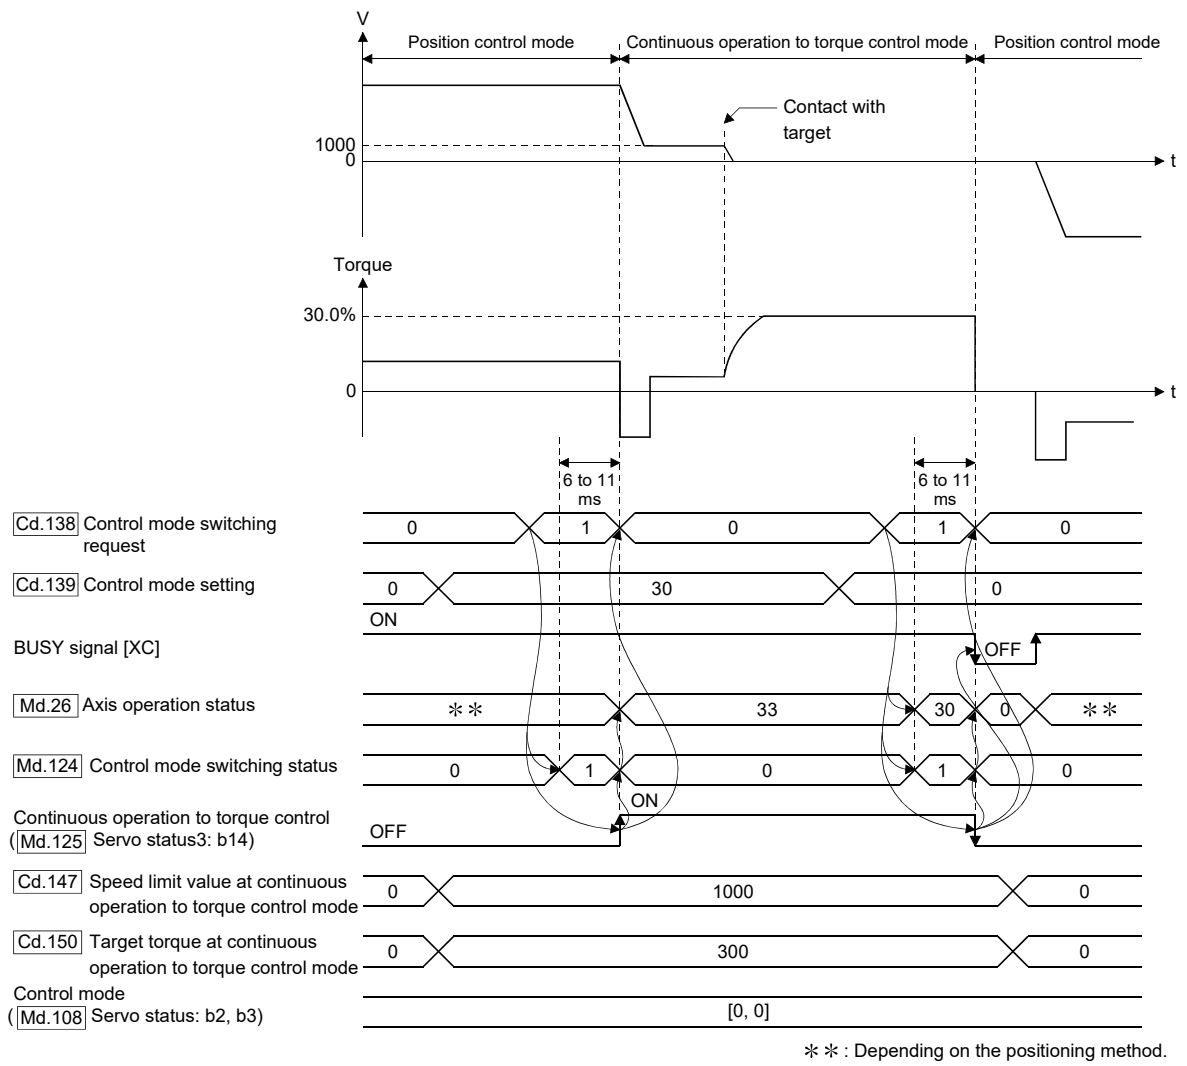 V
Position control mode
Continuous operation to torque control mode
Position control mode
Contact with
target
1000
0
t
Torque
30.0%
0
t
6 to 11
ms
6 to 11
ms
Cd.138 Control mode switching
request
0
1
0
1
0
Cd.139 Control mode setting
0
30
0
ON
BUSY signal [XC]
OFF
Md.26 Axis operation status
**
33
30
0
**
Md.124 Control mode switching status
0
1
0
1
0
ON
Continuous operation to torque control
(Md.125 Servo status3: b14)
OFF
Cd.147 Speed limit value at continuous
operation to torque control mode
0
1000
0
Cd.150 Target torque at continuous
operation to torque control mode
0
300
0
Control mode
(Md.108 Servo status: b2, b3)
[0, 0]
** : Depending on the positioning method.